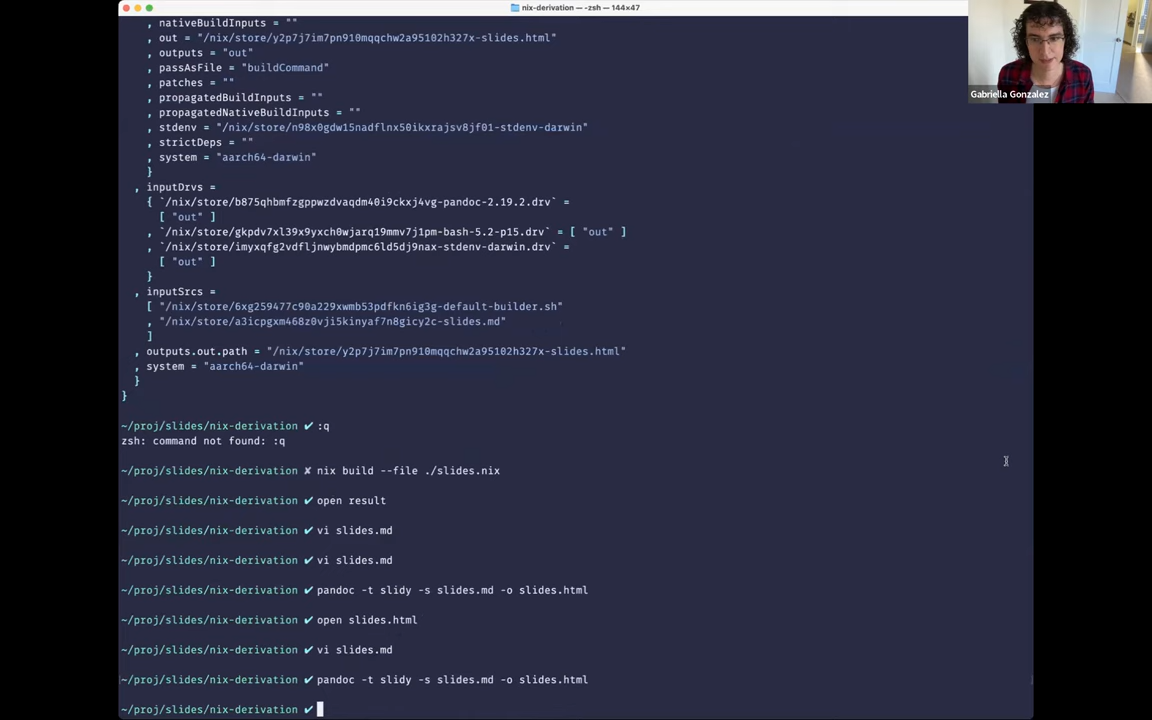 nix-derivation — -zsh — 144×47
, nativeBuildInputs = ""
, out = "/nix/store/y2p7j7im7pn910mqqchw2a95102h327x-slides.html"
, outputs = "out"
, passAsFile = "buildCommand"
, patches = ""
, propagatedBuildInputs = ""
, propagatedNativeBuildInputs = ""
, stdenv = "/nix/store/n98x0gdw15nadflnx50ikxrajsv8jf01-stdenv-darwin"
, strictDeps = ""
, system = "aarch64-darwin"
}
, inputDrvs =
{ `/nix/store/b875qhbmfzgppwzdvaqdm40i9ckxj4vg-pandoc-2.19.2.drv` =
[ "out" ]
, `/nix/store/gkpdv7xl39x9yxch0wjarq19mmv7j1pm-bash-5.2-p15.drv` = [ "out" ]
, `/nix/store/imyxqfg2vdfljnwybmdpmc6ld5dj9nax-stdenv-darwin.drv` =
[ "out" ]
}
, inputSrcs =
[ "/nix/store/6xg259477c90a229xwmb53pdfkn6ig3g-default-builder.sh"
, "/nix/store/a3icpgxm468z0vji5kinyaf7n8gicy2c-slides.md"
]
, outputs.out.path = "/nix/store/y2p7j7im7pn910mqqchw2a95102h327x-slides.html"
, system = "aarch64-darwin"
}
}
~/proj/slides/nix-derivation ✔ :q
zsh: command not found: :q
~/proj/slides/nix-derivation ✘ nix build --file ./slides.nix
~/proj/slides/nix-derivation ✔ open result
~/proj/slides/nix-derivation ✔ vi slides.md
~/proj/slides/nix-derivation ✔ vi slides.md
~/proj/slides/nix-derivation ✔ pandoc -t slidy -s slides.md -o slides.html
~/proj/slides/nix-derivation ✔ open slides.html
~/proj/slides/nix-derivation ✔ vi slides.md
~/proj/slides/nix-derivation ✔ pandoc -t slidy -s slides.md -o slides.html
~/proj/slides/nix-derivation ✔
Gabriella Gonzalez